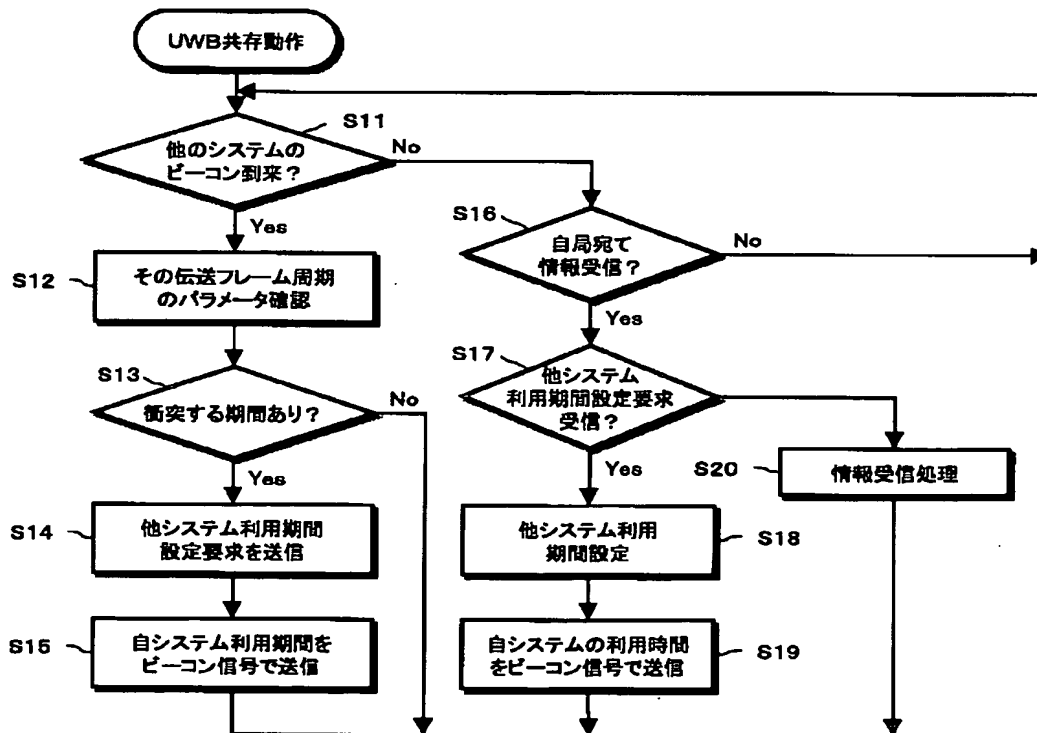 UWB共存動作
S11
他のシステムの
ビーコン到来？
No
Yes
S12
その伝送フレーム周期
のパラメータ確認
S13
衝突する期間あり？
No
Yes
S14
他システム利用期間
設定要求を送信
S15
自システム利用期間を
ビーコン信号で送信
S16
自局宛て
情報受信？
No
Yes
S17
他システム
利用期間設定要求
受信？
Yes
S20
情報受信処理
他システム利用
期間設定
S18
自システムの利用時間
をビーコン信号で送信
S19